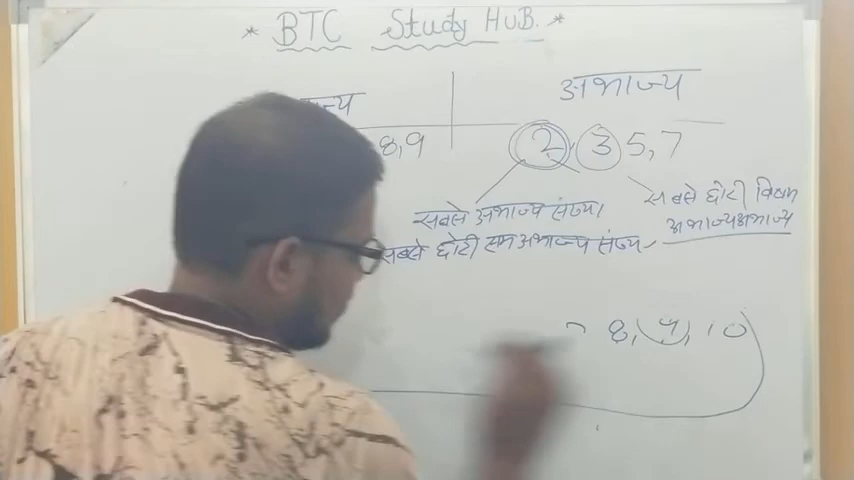 * BTC Study HUB. *
ज्य अभाज्य
8,9 2, 3 5,7
सबसे छोटी विषम
सबसे अभाज्य संख्या अभाज्य अभाज्य
सबसे छोटी सम अभाज्य संख्य
8, 9, 10